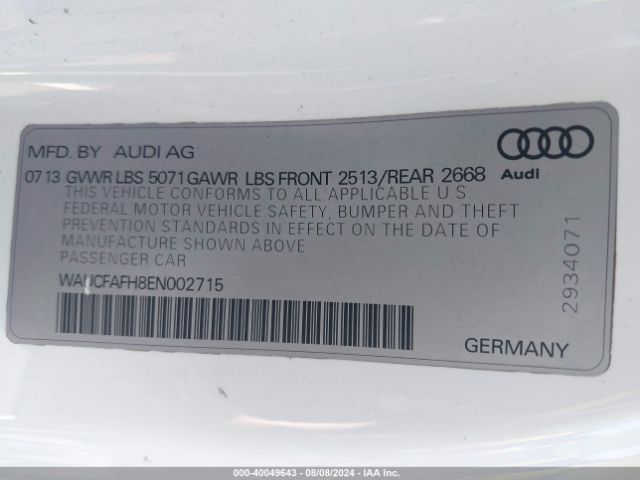 MFD. BY AUDI AG
0713 GVWR LBS 5071 GAWR LBS FRONT 2513/REAR 2668
Audi
THIS VEHICLE CONFORMS TO ALL APPLICABLE U.S.
FEDERAL MOTOR VEHICLE SAFETY, BUMPER AND THEFT
PREVENTION STANDARDS IN EFFECT ON THE DATE OF
MANUFACTURE SHOWN ABOVE
PASSENGER CAR
WAUCFAFH8EN002715
2934071
GERMANY
000-40049643 - 08/08/2024 - IAA Inc.